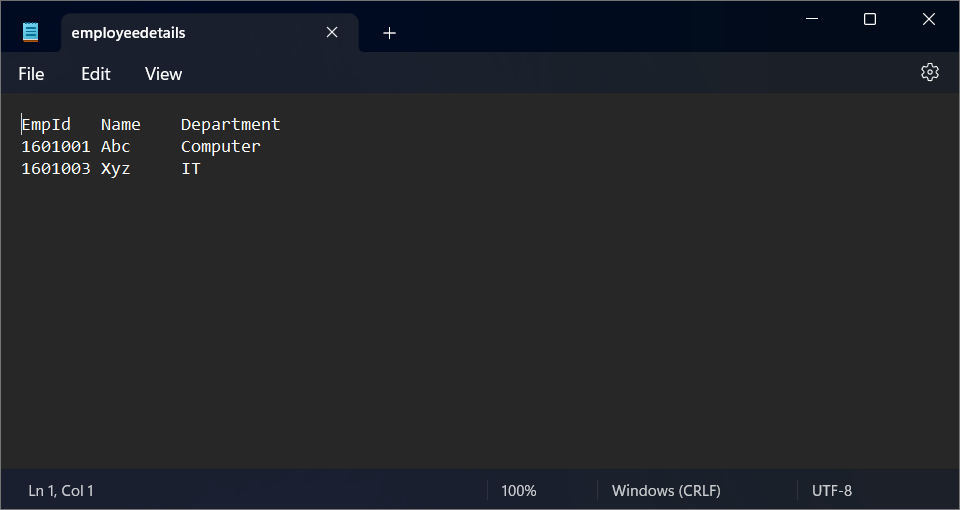 employeedetails
File Edit View
EmpId Name Department
1601001 Abc Computer
1601003 Xyz IT
Ln 1, Col 1 100% Windows (CRLF) UTF-8